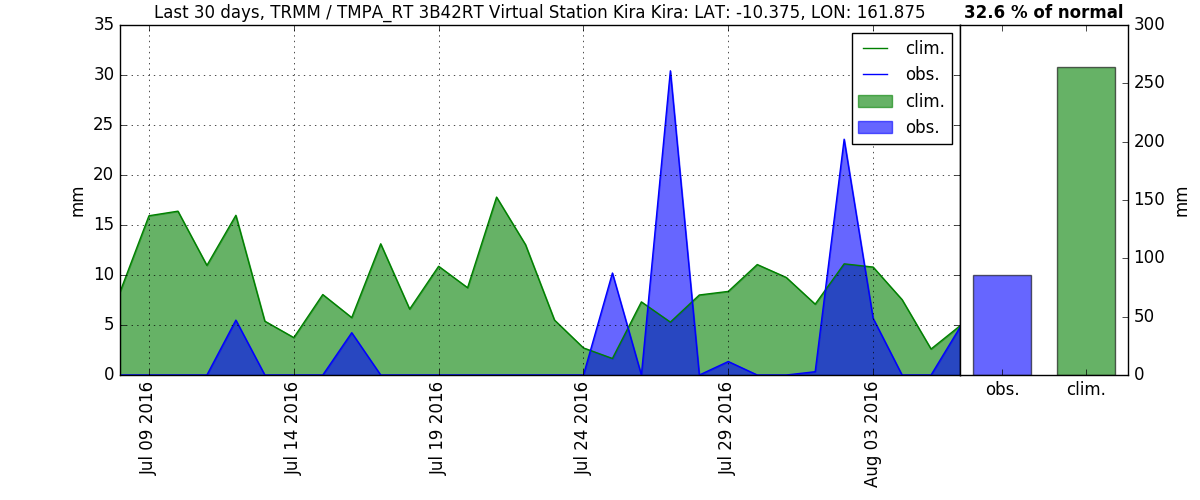 Last 30 days, TRMM / TMPA_RT 3B42RT Virtual Station Kira Kira: LAT: -10.375, LON: 161.875
32.6 % of normal
35
30
25
20
15
10
5
0
mm
clim.
obs.
clim.
obs.
Jul 09 2016
Jul 14 2016
Jul 19 2016
Jul 24 2016
Jul 29 2016
Aug 03 2016
300
250
200
150
100
50
0
mm
obs.
clim.